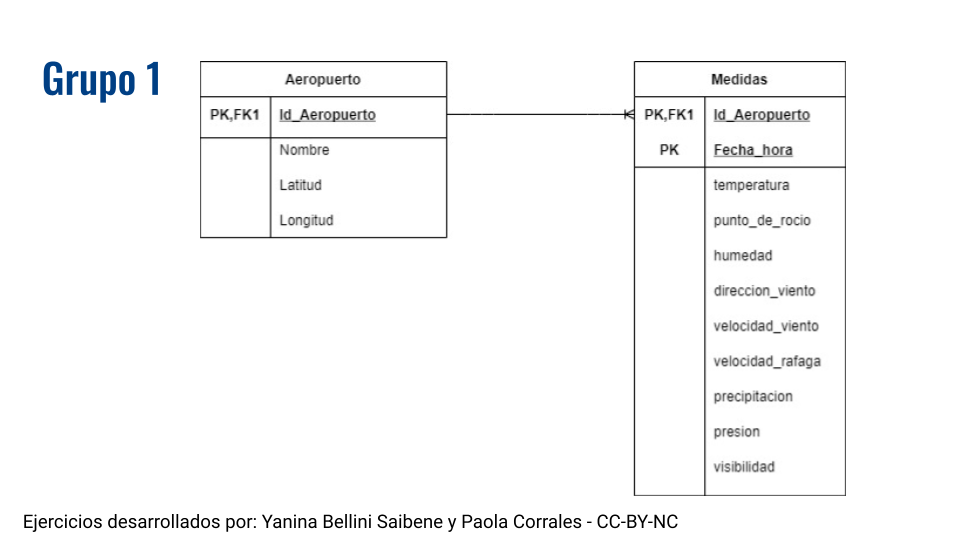 Grupo 1
Aeropuerto
PK,FK1 Id_Aeropuerto
Nombre
Latitud
Longitud
Medidas
PK,FK1 Id_Aeropuerto
PK Fecha_hora
temperatura
punto_de_rocio
humedad
direccion_viento
velocidad_viento
velocidad_rafaga
precipitacion
presion
visibilidad
Ejercicios desarrollados por: Yanina Bellini Saibene y Paola Corrales - CC-BY-NC